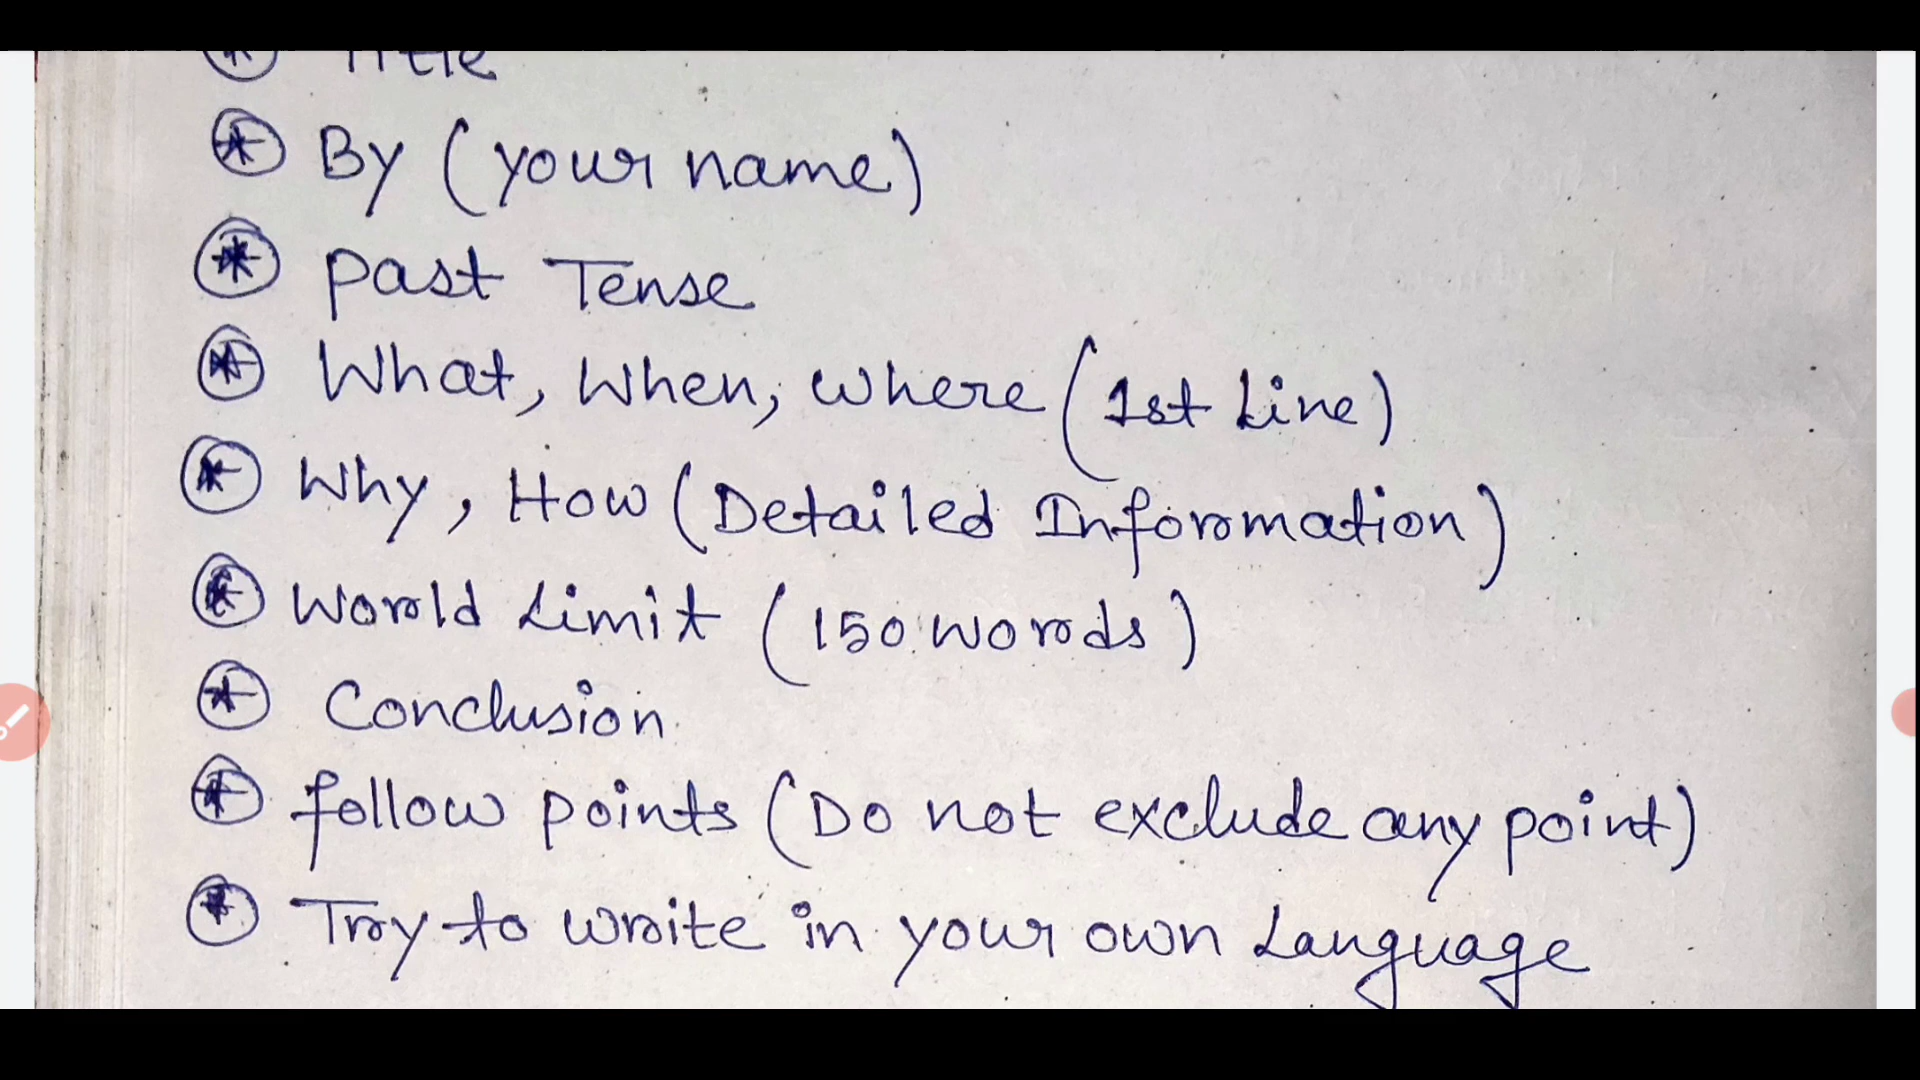 Title
By (your name)
Past Tense
What, When, Where (1st Line)
Why, How (Detailed Information)
World Limit (150 words)
Conclusion
follow points (Do not exclude any point)
Try to write in your own Language